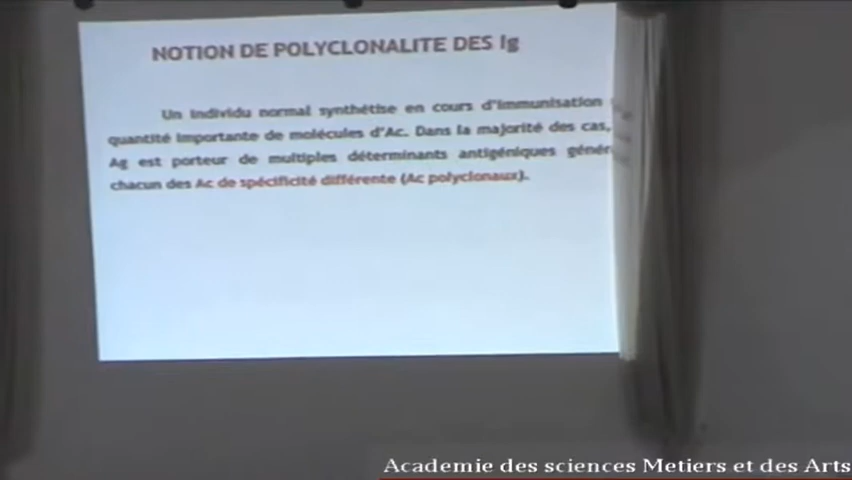 NOTION DE POLYCLONALITE DES Ig
Un individu normal synthétise en cours d'immunisation
quantité importante de molécules d'Ac. Dans la majorité des cas,
Ag est porteur de multiples déterminants antigéniques génér
chacun des Ac de spécificité différente (Ac polyclonaux).
Academie des sciences Metiers et des Arts